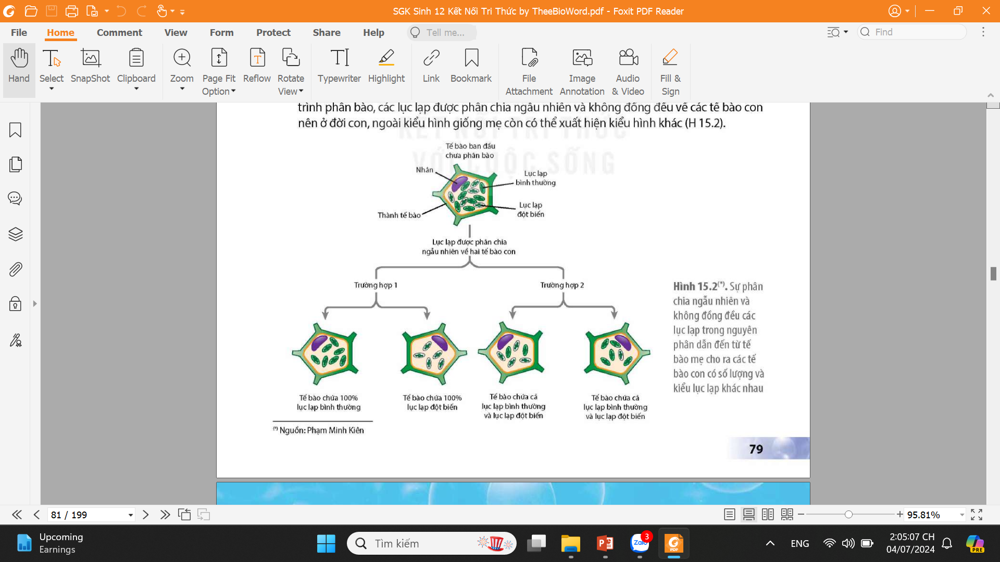 SGK Sinh 12 Kết Nối Tri Thức by TheeBioWord.pdf - Foxit PDF Reader
File Home Comment View Form Protect Share Help Tell me... Find
Hand Select SnapShot Clipboard Zoom Page Fit Option Reflow Rotate View Typewriter Highlight Link Bookmark File Attachment Image Annotation Audio & Video Fill & Sign
trình phân bào, các lục lạp được phân chia ngẫu nhiên và không đồng đều về các tế bào con
nên ở đời con, ngoài kiểu hình giống mẹ còn có thể xuất hiện kiểu hình khác (H 15.2).
KẾT NỐI TRI THỨC
VỚI CUỘC SỐNG
Tế bào ban đầu
chưa phân bào
Nhân
Lục lạp
bình thường
Lục lạp
đột biến
Thành tế bào
Lục lạp được phân chia
ngẫu nhiên về hai tế bào con
Trường hợp 1
Trường hợp 2
Tế bào chứa 100%
lục lạp bình thường
Tế bào chứa 100%
lục lạp đột biến
Tế bào chứa cả
lục lạp bình thường
và lục lạp đột biến
Tế bào chứa cả
lục lạp bình thường
và lục lạp đột biến
Hình 15.2(*). Sự phân
chia ngẫu nhiên và
không đồng đều các
lục lạp trong nguyên
phân dẫn đến từ tế
bào mẹ cho ra các tế
bào con có số lượng và
kiểu lục lạp khác nhau
(*) Nguồn: Phạm Minh Kiên
79
81 / 199
95.81%
Upcoming
Earnings
Tìm kiếm
Zalo
3
PDF
ENG
2:05:07 CH
04/07/2024
PRE